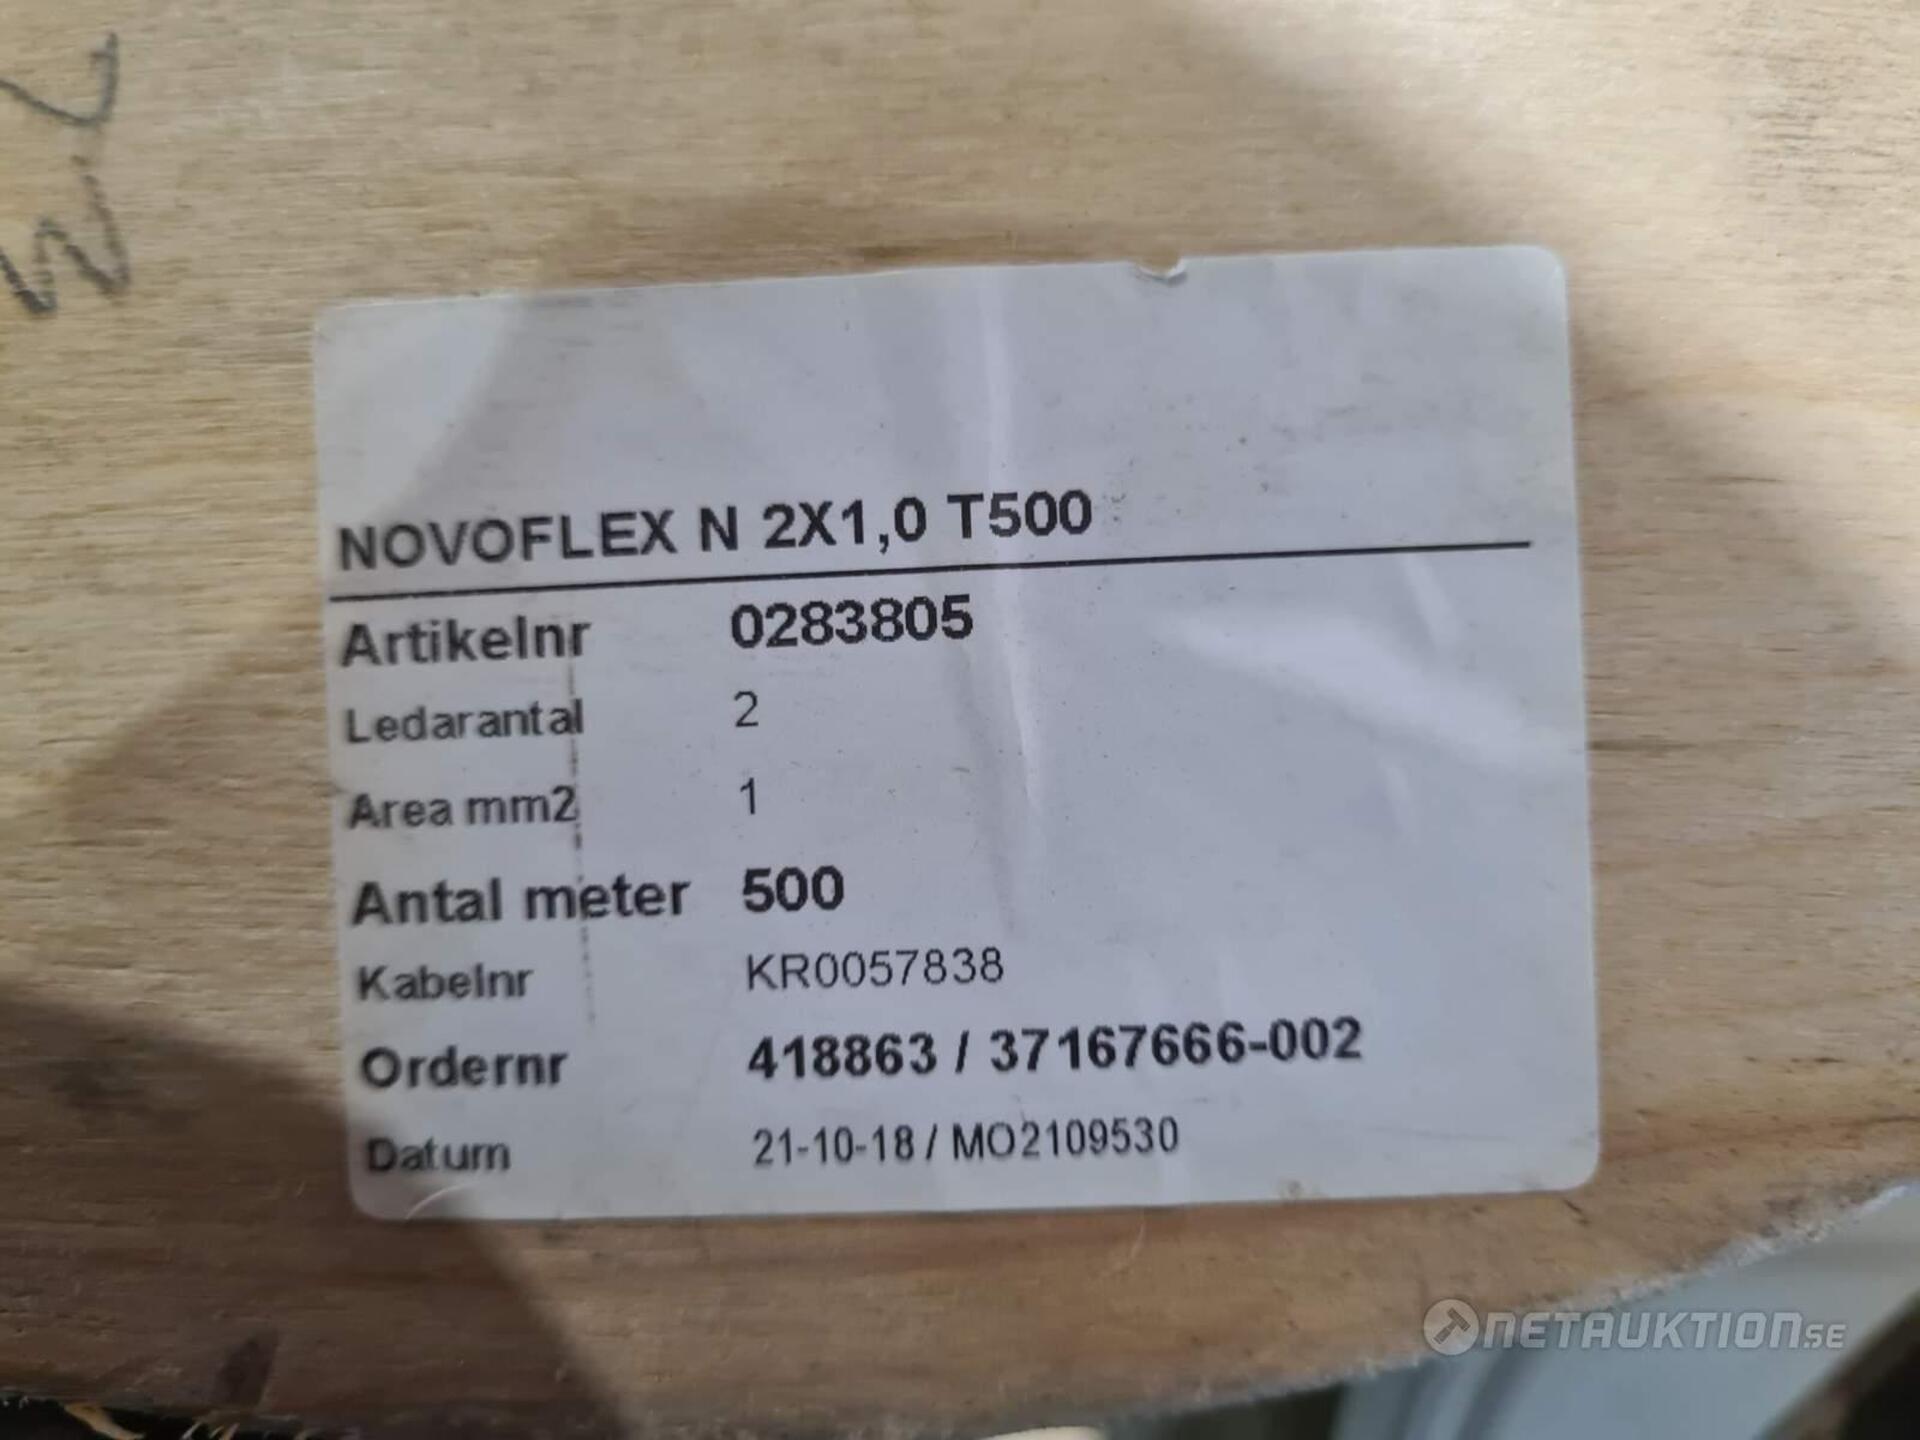 NOVOFLEX N 2X1,0 T500
Artikelnr 0283805
Ledarantal 2
Area mm2 1
Antal meter 500
Kabelnr KR0057838
Ordernr 418863 / 37167666-002
Datum 21-10-18 / MO2109530
NETAUKTION.SE